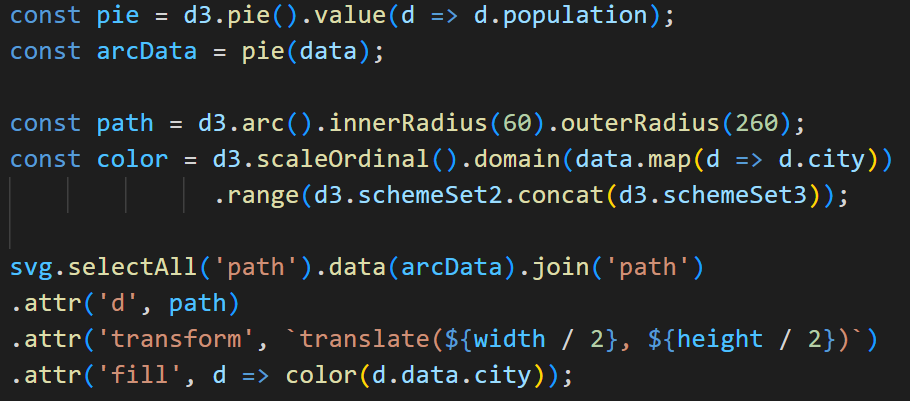 const pie = d3.pie().value(d => d.population);
const arcData = pie(data);
const path = d3.arc().innerRadius(60).outerRadius(260);
const color = d3.scaleOrdinal().domain(data.map(d => d.city))
.range(d3.schemeSet2.concat(d3.schemeSet3));
svg.selectAll('path').data(arcData).join('path')
.attr('d', path)
.attr('transform', `translate(${width / 2}, ${height / 2})`)
.attr('fill', d => color(d.data.city));